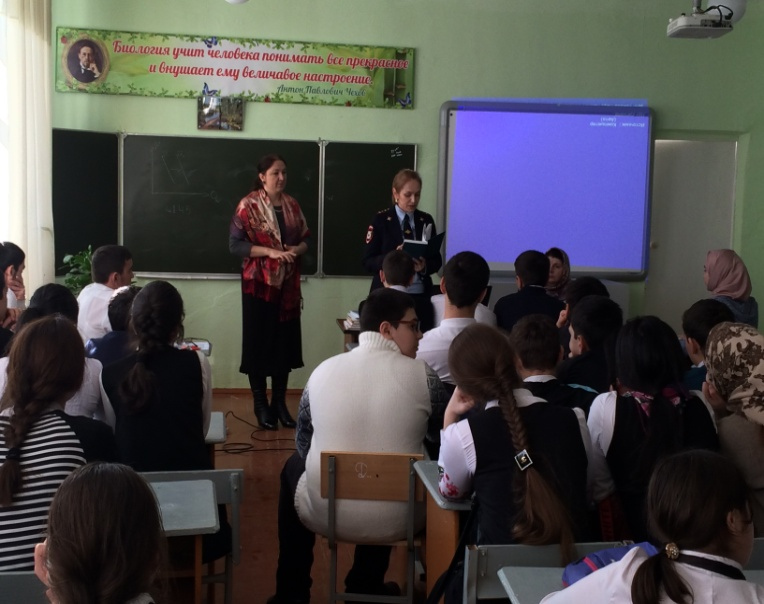 Биология учит человека понимать все прекрасное
и внушает ему величавое настроение.
Антон Павлович Чехов